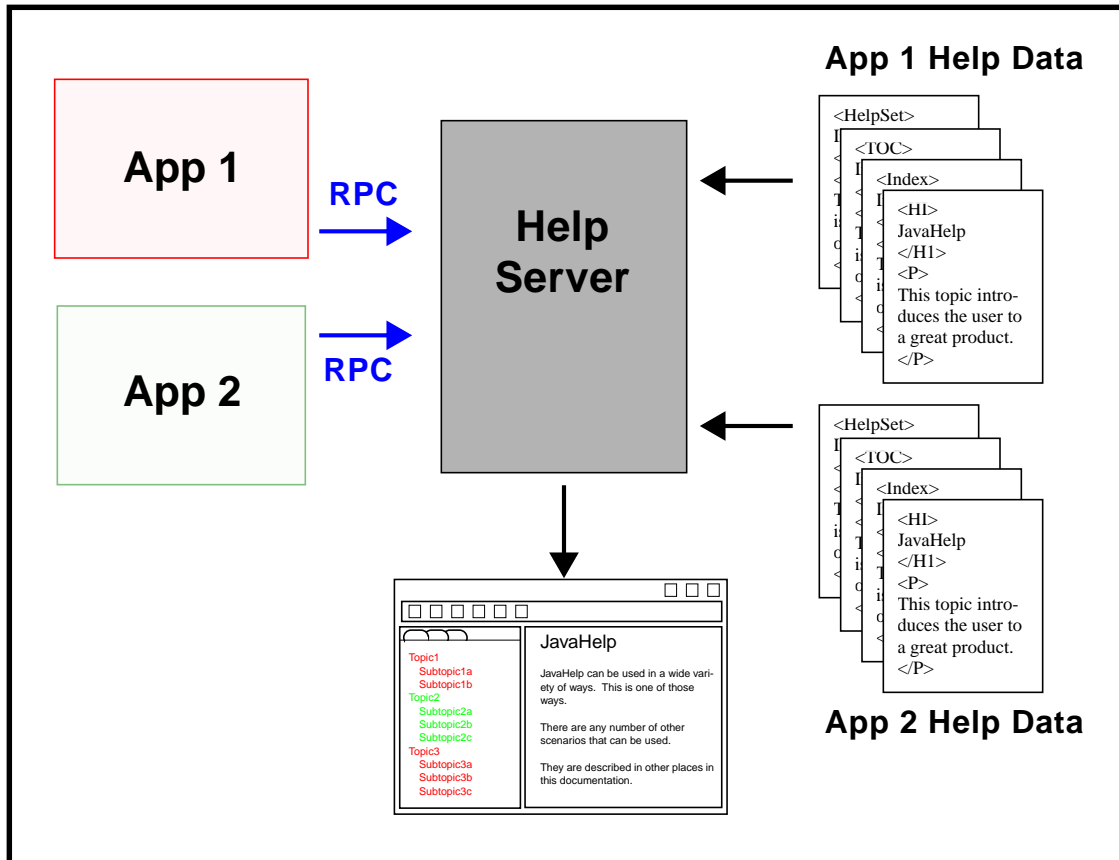 App 1 Help Data
App 1
RPC
App 2
RPC
Help
Server
<HelpSet>
<TOC>
<Index>
<HI>
JavaHelp
</H1>
<P>
This topic intro-
duces the user to
a great product.
</P>
<HelpSet>
<TOC>
<Index>
<HI>
JavaHelp
</H1>
<P>
This topic intro-
duces the user to
a great product.
</P>
App 2 Help Data
Topic1
Subtopic1a
Subtopic1b
Topic2
Subtopic2a
Subtopic2b
Subtopic2c
Topic3
Subtopic3a
Subtopic3b
Subtopic3c
JavaHelp
JavaHelp can be used in a wide vari-
ety of ways.  This is one of those
ways.
There are any number of other
scenarios that can be used.
They are described in other places in
this documentation.